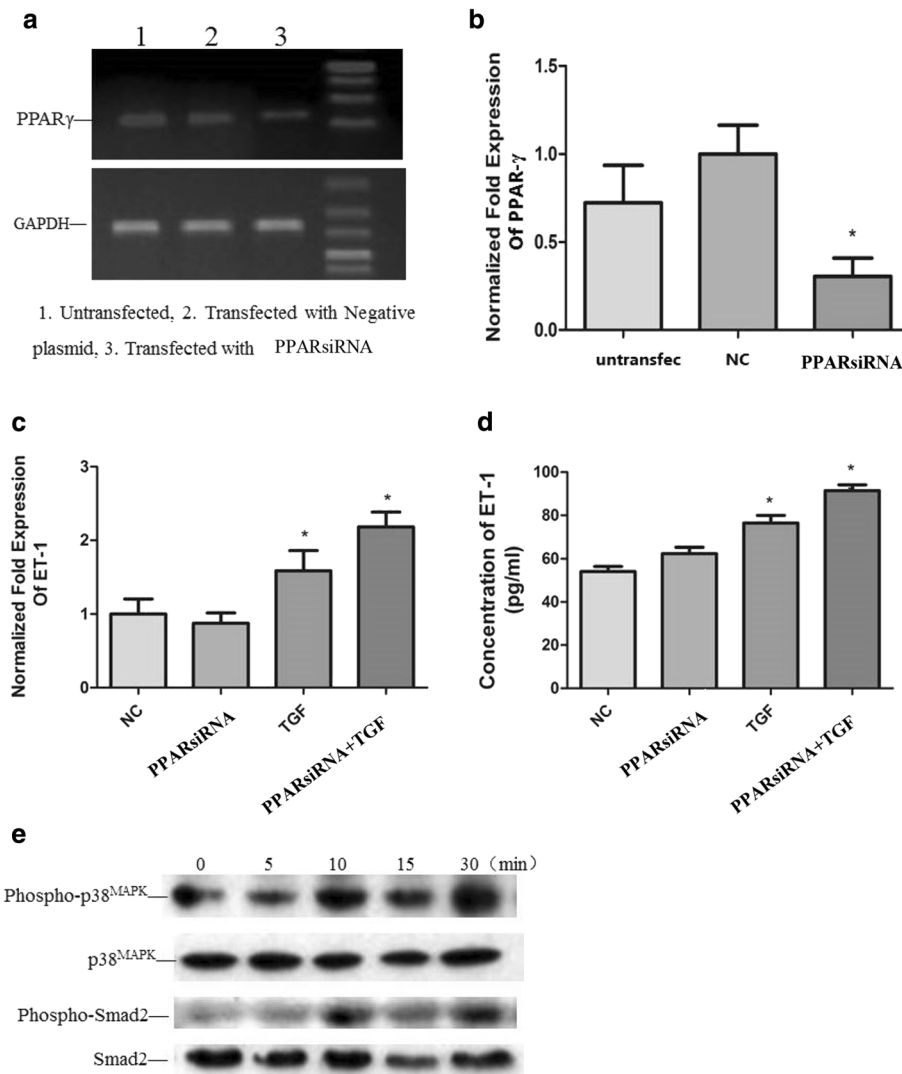 a
1 2 3
PPARγ
GAPDH
1. Untransfected, 2. Transfected with Negative
plasmid, 3. Transfected with PPARsiRNA
b
Normalized Fold Expression
Of PPAR-γ
1.5
1.0
0.5
0.0
*
untransfec NC PPARsiRNA
c
Normalized Fold Expression
Of ET-1
3
2
1
0
* *
NC PPARsiRNA TGF PPARsiRNA+TGF
d
Concentration of ET-1
(pg/ml)
100
80
60
40
20
0
* *
NC PPARsiRNA TGF PPARsiRNA+TGF
e
0 5 10 15 30（min）
Phospho-p38MAPK
p38MAPK
Phospho-Smad2
Smad2